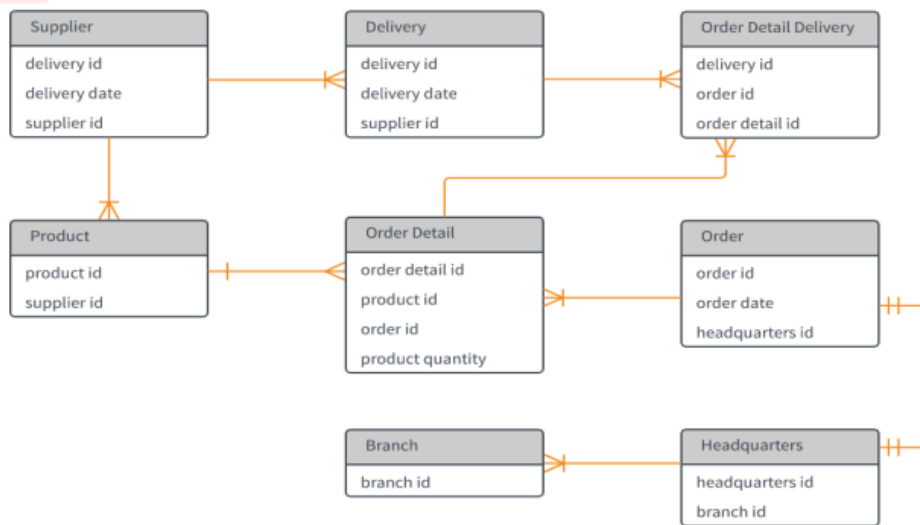 Supplier
delivery id
delivery date
supplier id
Delivery
delivery id
delivery date
supplier id
Order Detail Delivery
delivery id
order id
order detail id
Product
product id
supplier id
Order Detail
order detail id
product id
order id
product quantity
Order
order id
order date
headquarters id
Branch
branch id
Headquarters
headquarters id
branch id